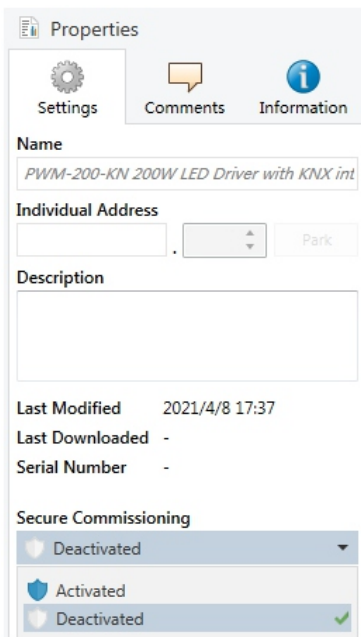 Properties
Settings Comments Information
Name
PWM-200-KN 200W LED Driver with KNX int
Individual Address
. Park
Description
Last Modified 2021/4/8 17:37
Last Downloaded -
Serial Number -
Secure Commissioning
Deactivated
Activated
Deactivated